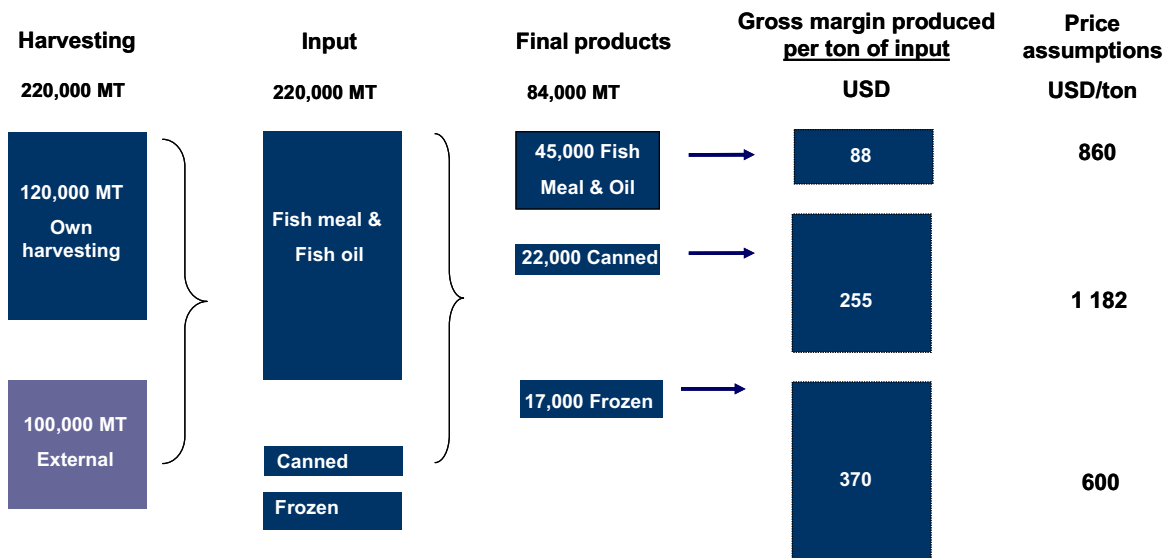 Harvesting
220,000 MT
120,000 MT
Own
harvesting
100,000 MT
External
Input
220,000 MT
Fish meal &
Fish oil
Canned
Frozen
Final products
84,000 MT
45,000 Fish
Meal & Oil
22,000 Canned
17,000 Frozen
Gross margin produced
per ton of input
USD
88
255
370
Price
assumptions
USD/ton
860
1 182
600